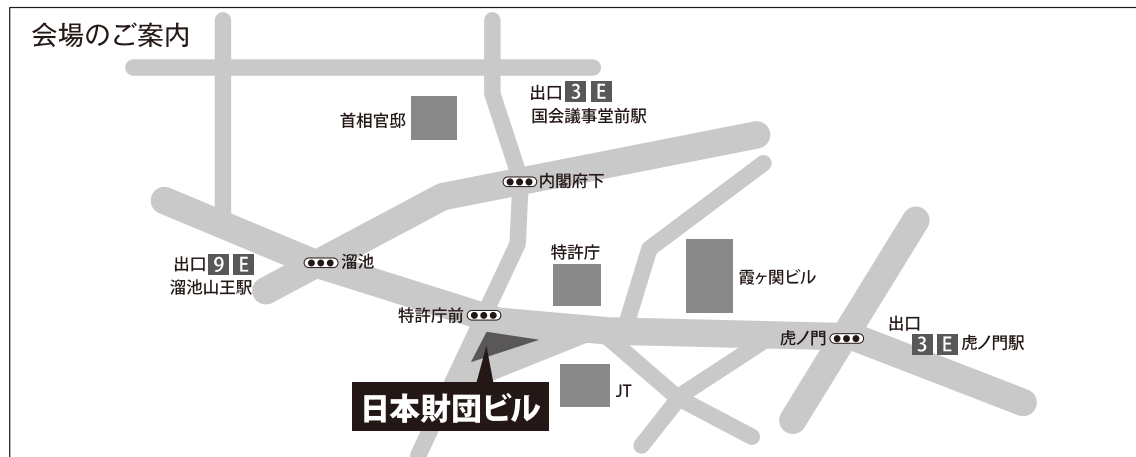 会場のご案内
出口 3 E
国会議事堂前駅
首相官邸
内閣府下
特許庁
出口 9 E
溜池山王駅
溜池
霞ヶ関ビル
特許庁前
虎ノ門
出口
3 E 虎ノ門駅
JT
日本財団ビル